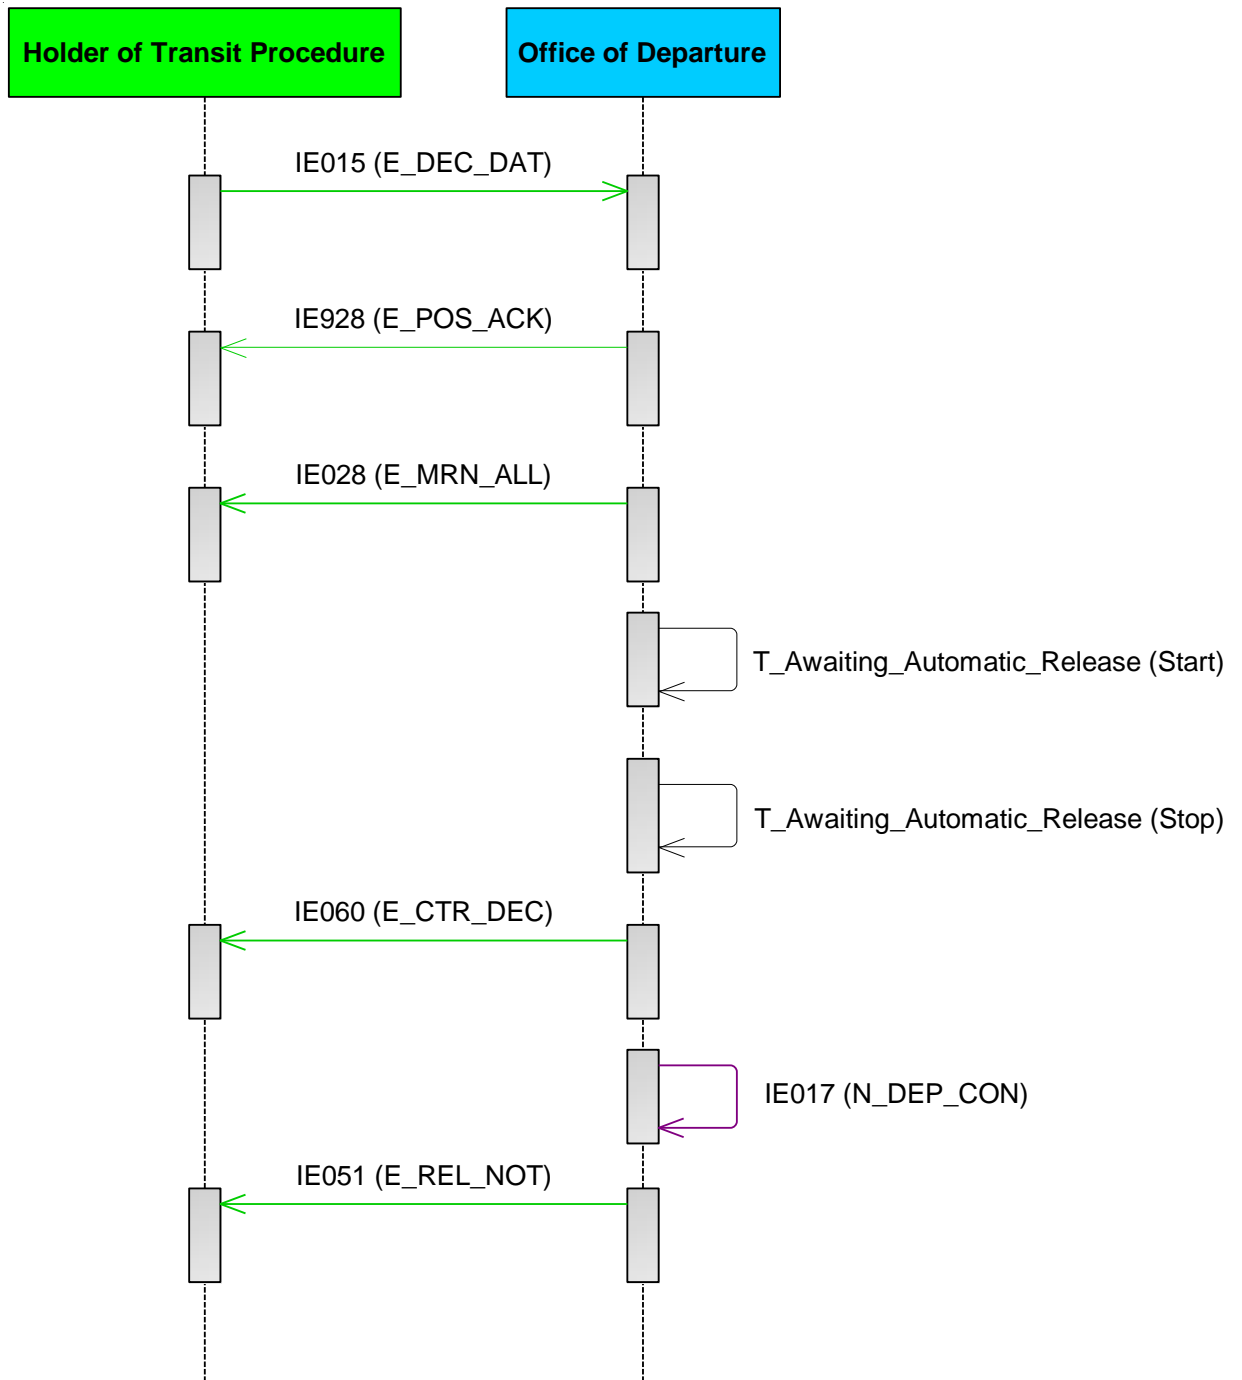 Holder of Transit Procedure
Office of Departure
IE015 (E_DEC_DAT)
IE928 (E_POS_ACK)
IE028 (E_MRN_ALL)
T_Awaiting_Automatic_Release (Start)
T_Awaiting_Automatic_Release (Stop)
IE060 (E_CTR_DEC)
IE017 (N_DEP_CON)
IE051 (E_REL_NOT)